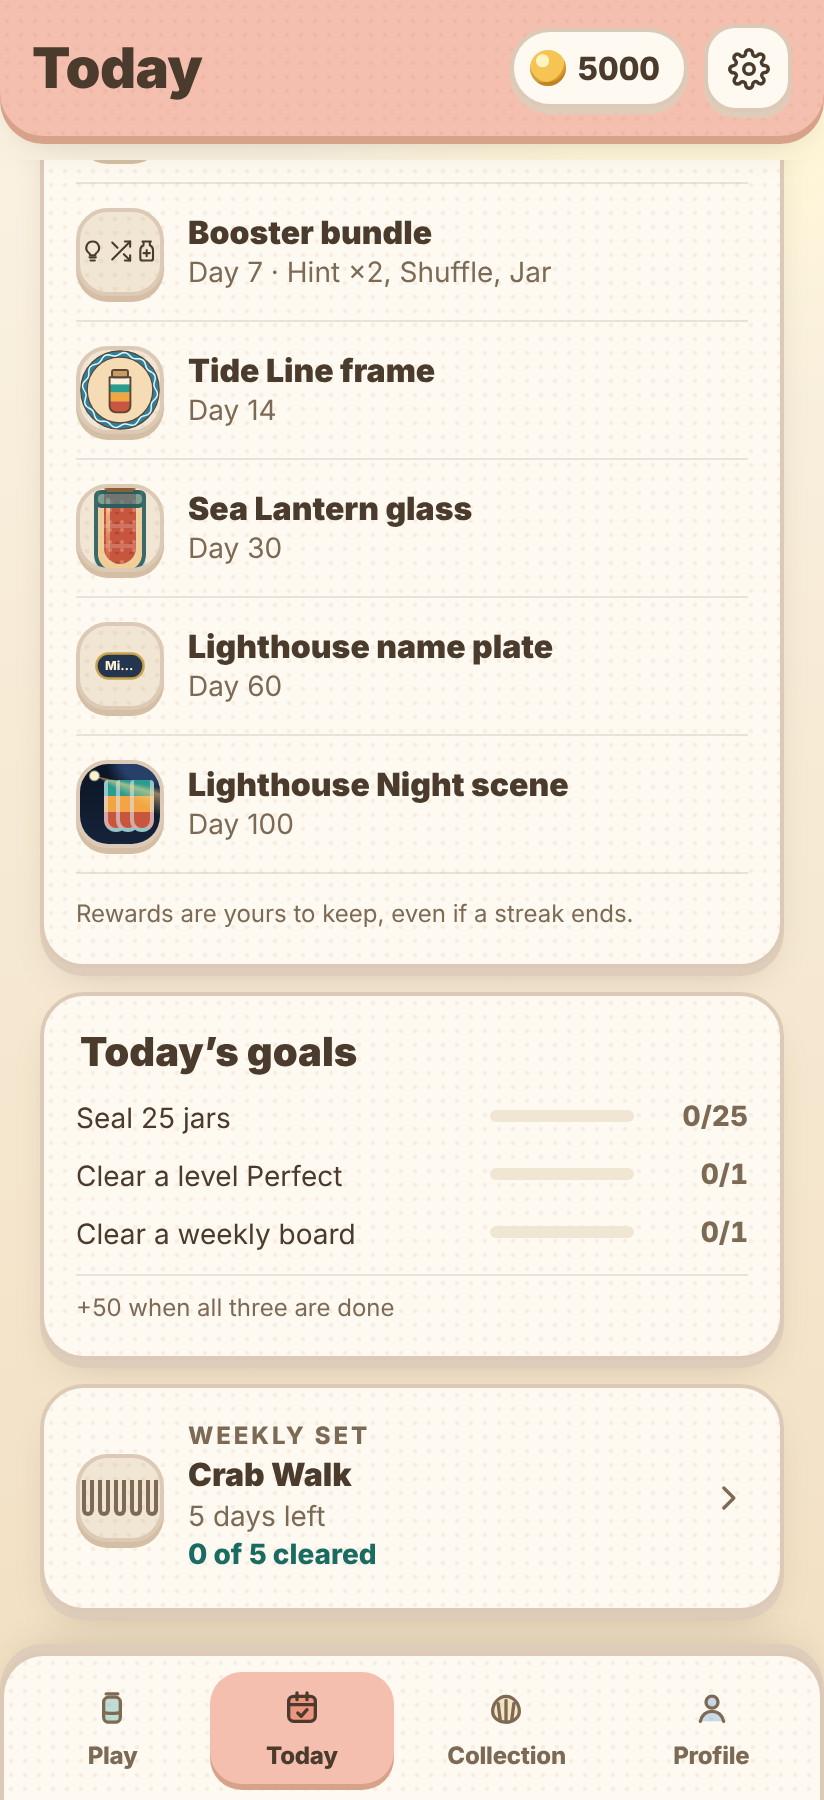 Today
5000
Booster bundle
Day 7 · Hint ×2, Shuffle, Jar
Tide Line frame
Day 14
Sea Lantern glass
Day 30
Mi...
Lighthouse name plate
Day 60
Lighthouse Night scene
Day 100
Rewards are yours to keep, even if a streak ends.
Today’s goals
Seal 25 jars 0/25
Clear a level Perfect 0/1
Clear a weekly board 0/1
+50 when all three are done
WEEKLY SET
Crab Walk
5 days left
0 of 5 cleared
Play Today Collection Profile